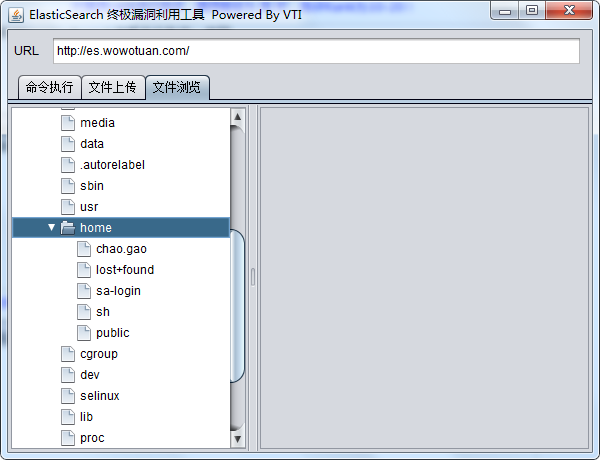 ElasticSearch 终极漏洞利用工具 Powered By VTI
URL http://es.wowotuan.com/
命令执行 文件上传 文件浏览
media
data
.autorelabel
sbin
usr
home
chao.gao
lost+found
sa-login
sh
public
cgroup
dev
selinux
lib
proc